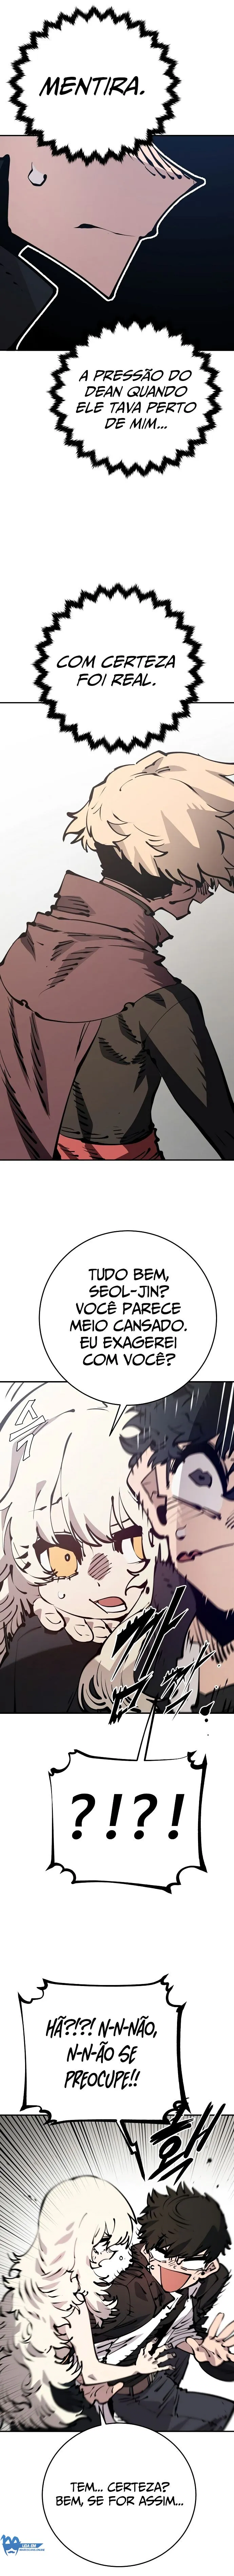 MENTIRA.
A PRESSÃO DO
DEAN QUANDO
ELE TAVA PERTO
DE MIM...
COM CERTEZA
FOI REAL.
TUDO BEM,
SEOL-JIN?
VOCÊ PARECE
MEIO CANSADO.
EU EXAGEREI
COM VOCÊ?
?!?!
HÃ?!?! N-N-NÃO,
N-N-ÃO SE
PREOCUPE!!
TEM... CERTEZA?
BEM, SE FOR ASSIM...